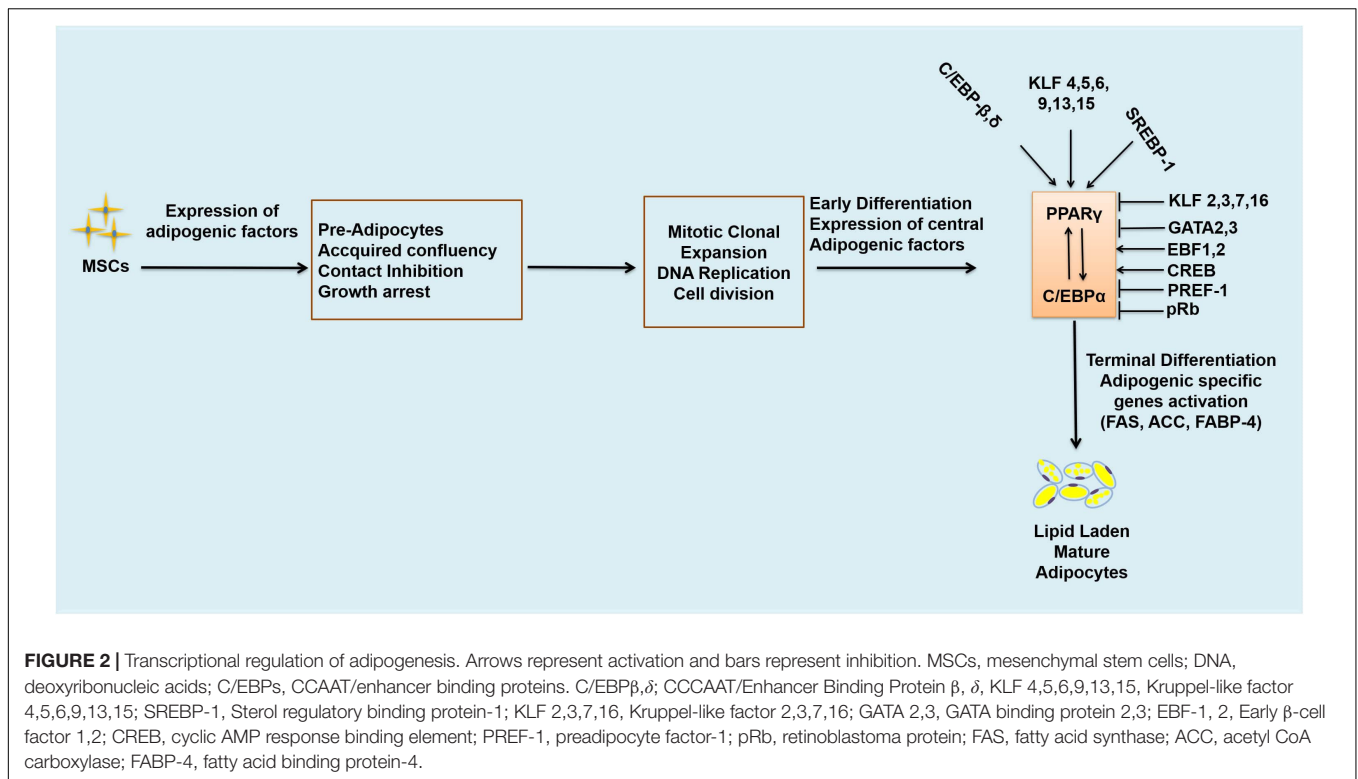 C/EBP-β,δ
KLF 4,5,6,
9,13,15
SREBP-1
Expression of
adipogenic factors
MSCs
Pre-Adipocytes
Accquired confluency
Contact Inhibition
Growth arrest
Mitotic Clonal
Expansion
DNA Replication
Cell division
Early Differentiation
Expression of central
Adipogenic factors
PPARγ
C/EBPα
KLF 2,3,7,16
GATA2,3
EBF1,2
CREB
PREF-1
pRb
Terminal Differentiation
Adipogenic specific
genes activation
(FAS, ACC, FABP-4)
Lipid Laden
Mature
Adipocytes
FIGURE 2 | Transcriptional regulation of adipogenesis. Arrows represent activation and bars represent inhibition. MSCs, mesenchymal stem cells; DNA,
deoxyribonucleic acids; C/EBPs, CCAAT/enhancer binding proteins. C/EBPβ,δ; CCCAAT/Enhancer Binding Protein β, δ, KLF 4,5,6,9,13,15, Kruppel-like factor
4,5,6,9,13,15; SREBP-1, Sterol regulatory binding protein-1; KLF 2,3,7,16, Kruppel-like factor 2,3,7,16; GATA 2,3, GATA binding protein 2,3; EBF-1, 2, Early β-cell
factor 1,2; CREB, cyclic AMP response binding element; PREF-1, preadipocyte factor-1; pRb, retinoblastoma protein; FAS, fatty acid synthase; ACC, acetyl CoA
carboxylase; FABP-4, fatty acid binding protein-4.